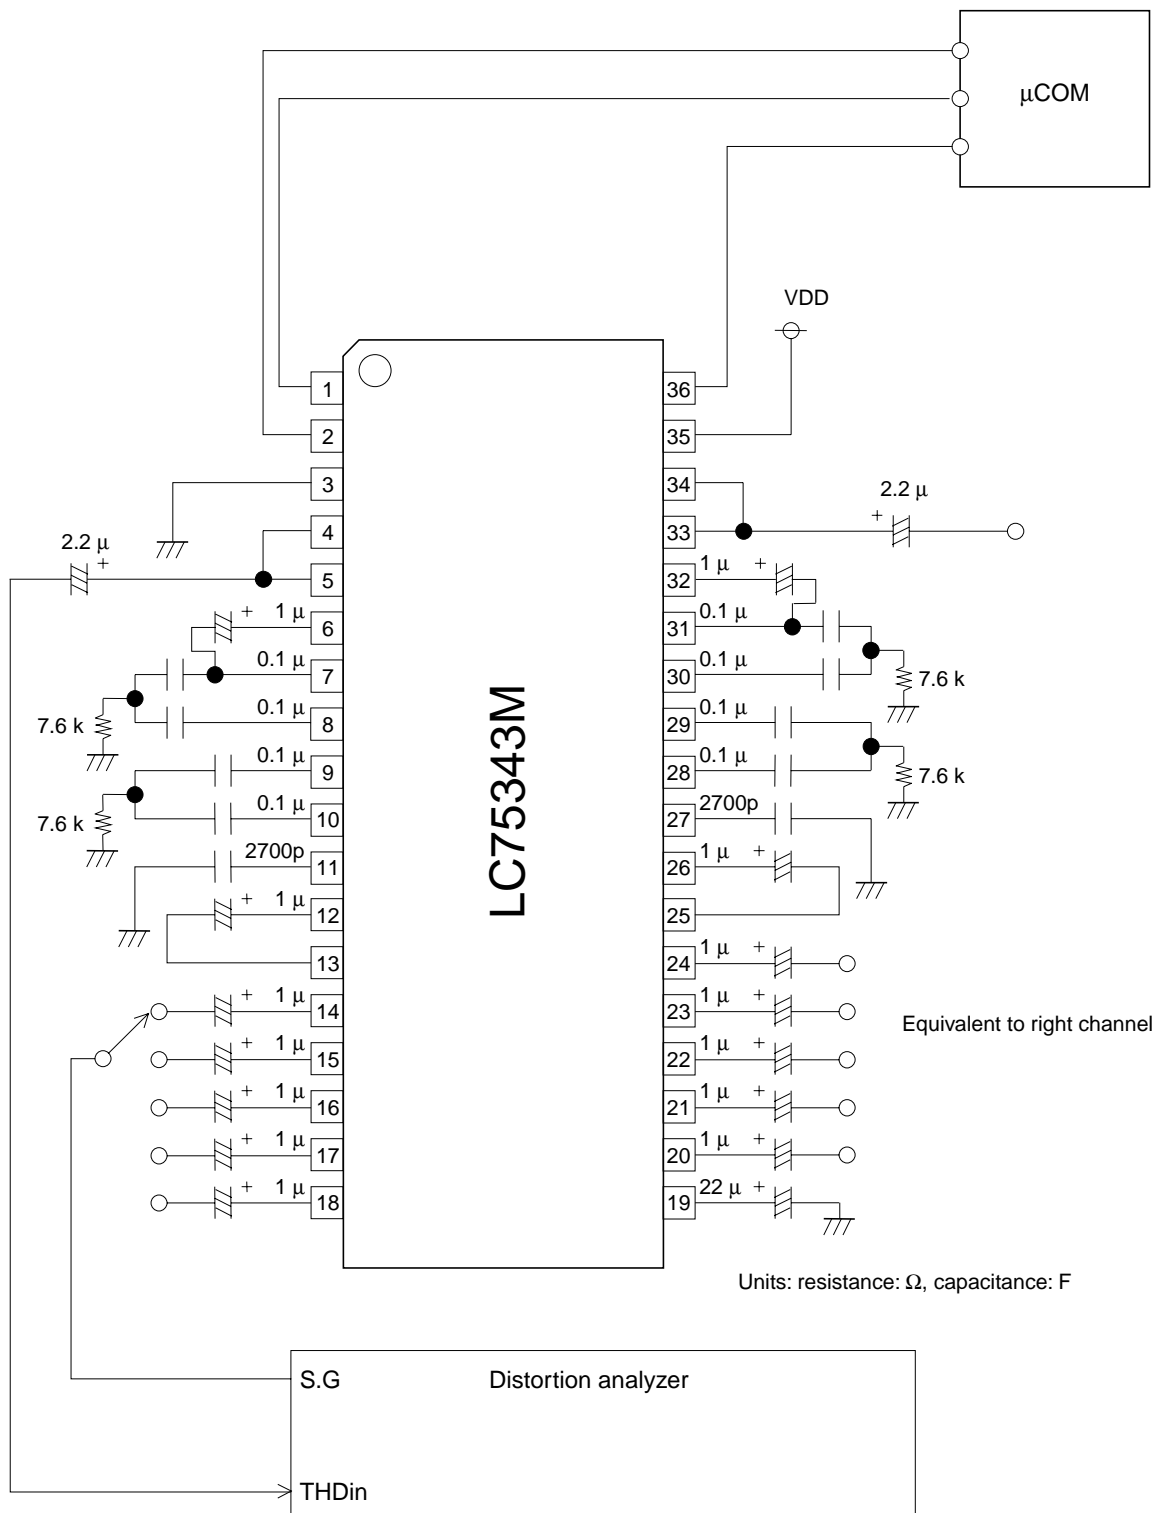 μCOM
VDD
1
36
2
35
3
34
2.2 μ
+
4
33
2.2 μ
+
5
1 μ
+
32
+
1 μ
6
0.1 μ
31
0.1 μ
7
0.1 μ
30
7.6 k
7.6 k
0.1 μ
8
0.1 μ
29
0.1 μ
9
0.1 μ
28
7.6 k
7.6 k
0.1 μ
10
2700p
27
2700p
11
1 μ
+
26
+
1 μ
12
25
13
1 μ
+
24
+
1 μ
14
1 μ
+
23
Equivalent to right channel
+
1 μ
15
1 μ
+
22
+
1 μ
16
1 μ
+
21
+
1 μ
17
1 μ
+
20
+
1 μ
18
22 μ
+
19
LC75343M
Units: resistance: Ω, capacitance: F
S.G
Distortion analyzer
THDin